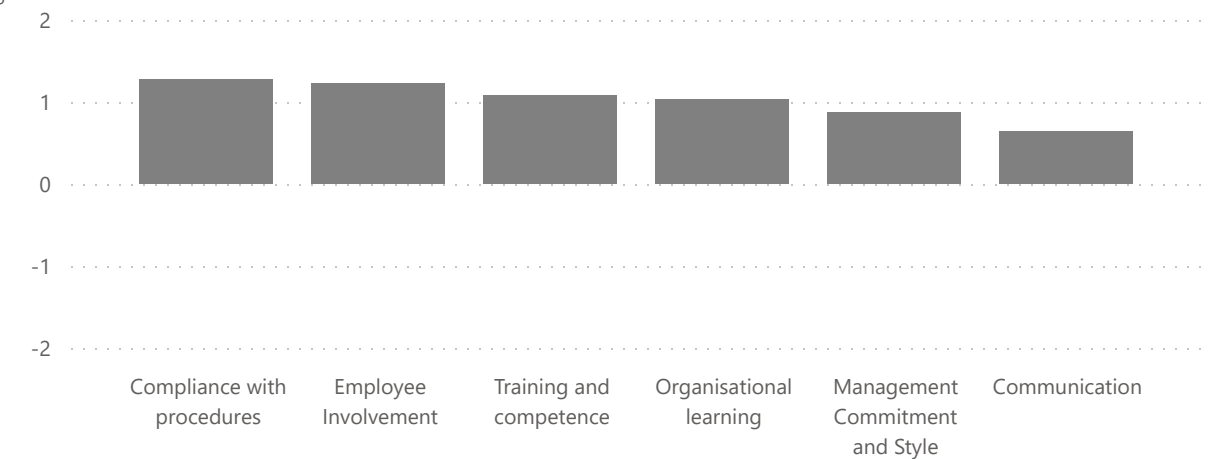 2
1
0
-1
-2
Compliance with
procedures
Employee
Involvement
Training and
competence
Organisational
learning
Management
Commitment
and Style
Communication